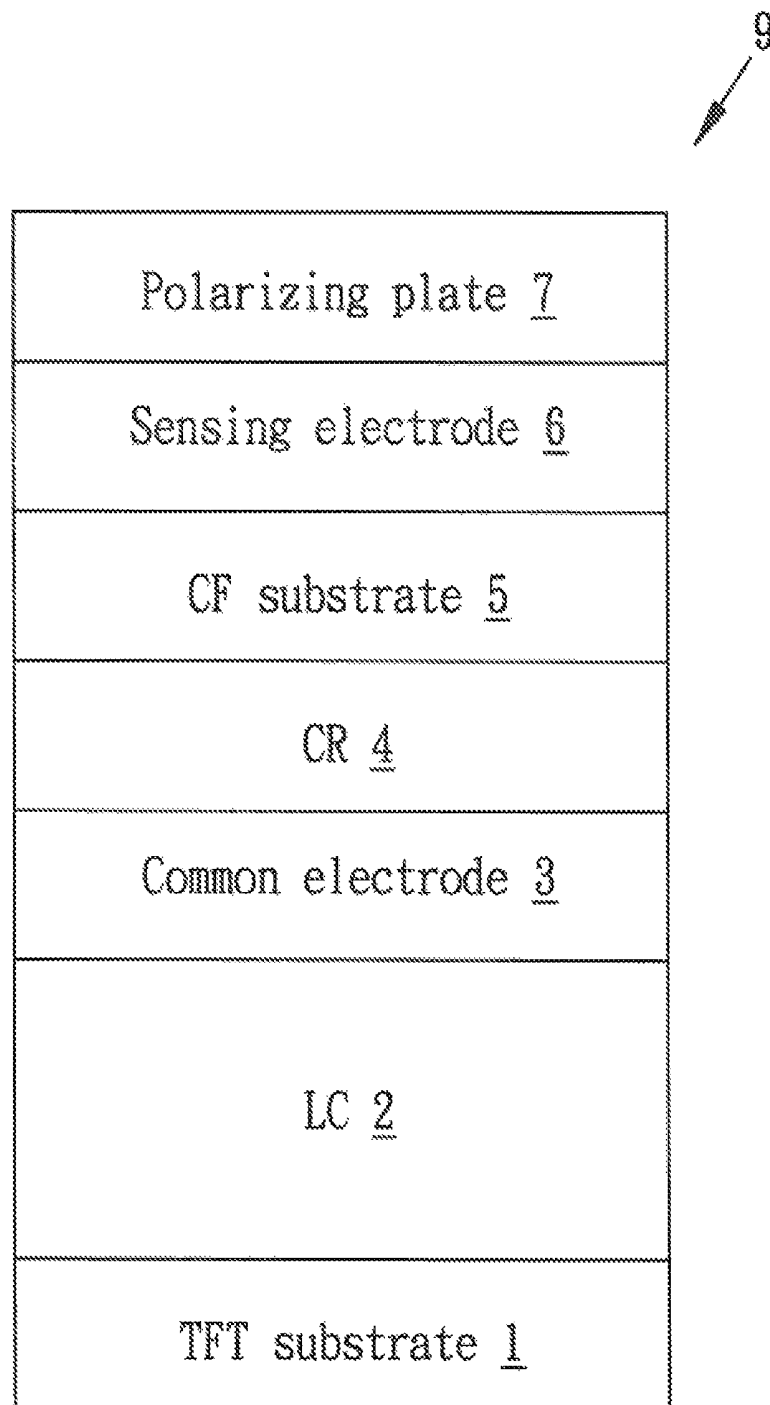 9
Polarizing plate 7
Sensing electrode 6
CF substrate 5
CR 4
Common electrode 3
LC 2
TFT substrate 1